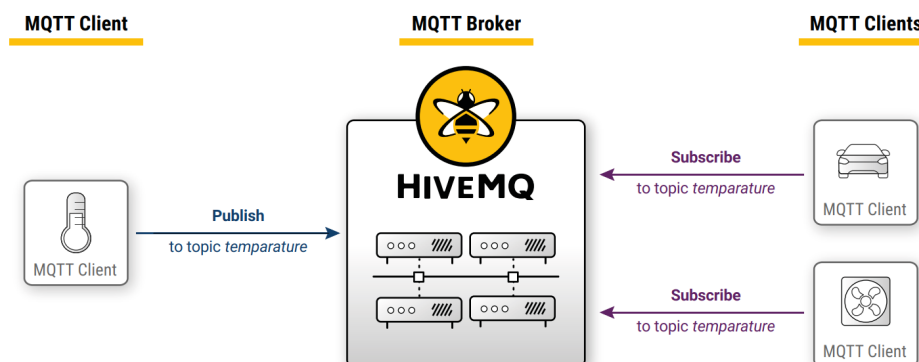 MQTT Client
MQTT Broker
MQTT Clients
HIVEMQ
Publish
to topic temparature
MQTT Client
Subscribe
to topic temparature
MQTT Client
Subscribe
to topic temparature
MQTT Client